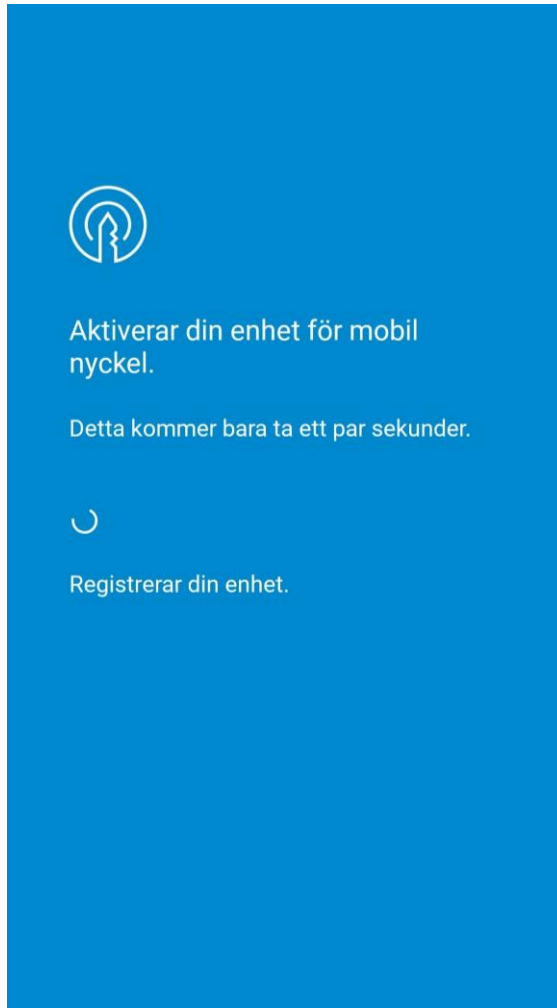 Aktiverar din enhet för mobil
nyckel.
Detta kommer bara ta ett par sekunder.
Registrerar din enhet.